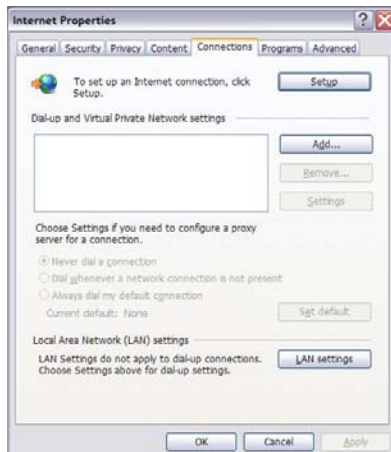 Internet Properties
General Security Privacy Content Connections Programs Advanced
To set up an Internet connection, click
Setup.
Setup
Dial-up and Virtual Private Network settings
Add...
Remove...
Settings
Choose Settings if you need to configure a proxy
server for a connection.
Never dial a connection
Dial whenever a network connection is not present
Always dial my default connection
Current default: None
Set default
Local Area Network (LAN) settings
LAN Settings do not apply to dial-up connections.
Choose Settings above for dial-up settings.
LAN settings
OK Cancel Apply